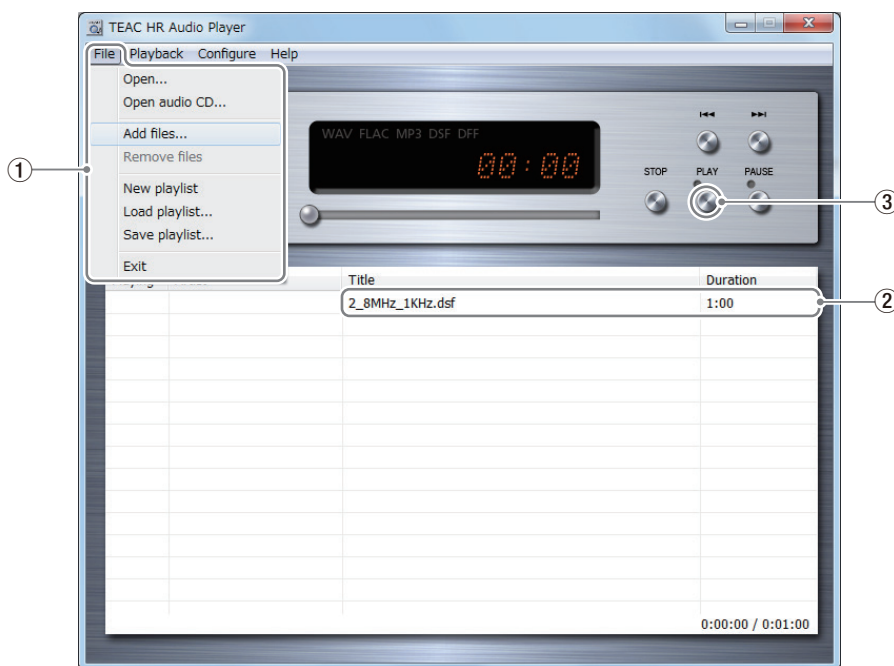 TEAC HR Audio Player
File Playback Configure Help
Open...
Open audio CD...
Add files...
Remove files
New playlist
Load playlist...
Save playlist...
Exit
1
WAV FLAC MP3 DSF DFF
00:00
STOP PLAY PAUSE
3
Title Duration
2_8MHz_1KHz.dsf 1:00
2
0:00:00 / 0:01:00